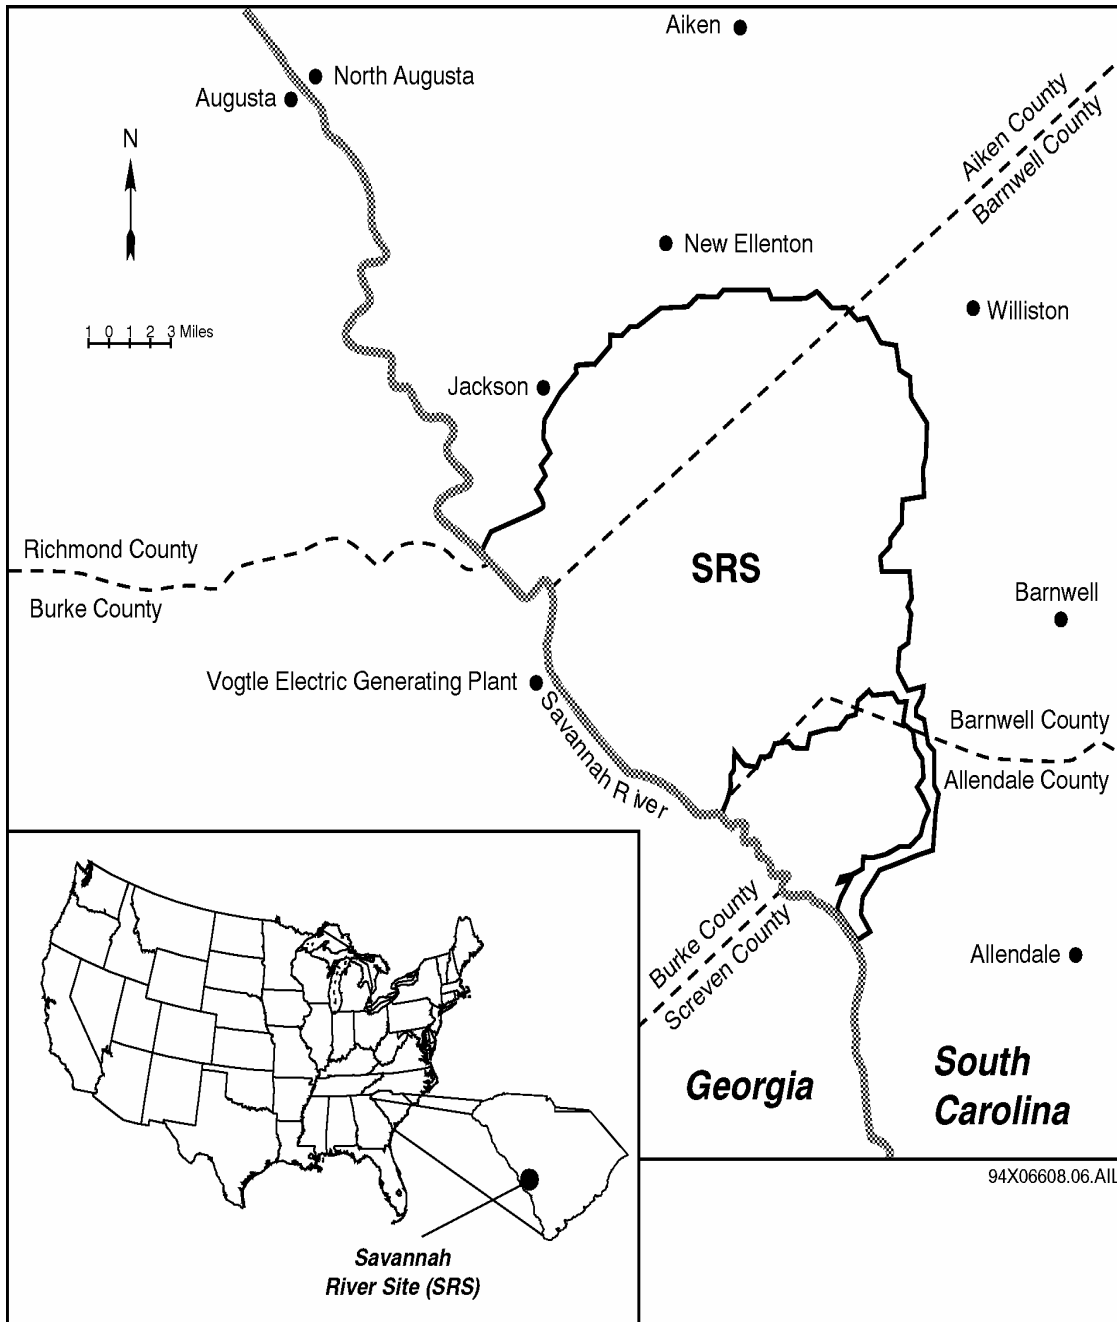 Aiken
North Augusta
Augusta
N
Aiken County
Barnwell County
New Ellenton
Williston
1 0 1 2 3 Miles
Jackson
Richmond County
SRS
Burke County
Barnwell
Vogtle Electric Generating Plant
Savannah River
Barnwell County
Allendale County
Burke County
Screven County
Allendale
Georgia
South
Carolina
94X06608.06.AIL
Savannah
River Site (SRS)